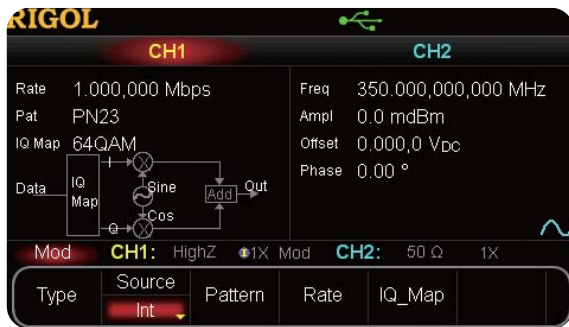 RIGOL
CH1
CH2
Rate 1.000,000 Mbps
Pat PN23
IQ Map 64QAM
Data
IQ Map
I
Q
Sine
Cos
Add
Out
Freq 350.000,000,000 MHz
Ampl 0.0 mdBm
Offset 0.000,0 VDC
Phase 0.00 °
Mod CH1: HighZ 1X Mod CH2: 50 Ω 1X
Type
Source
Int
Pattern
Rate
IQ_Map